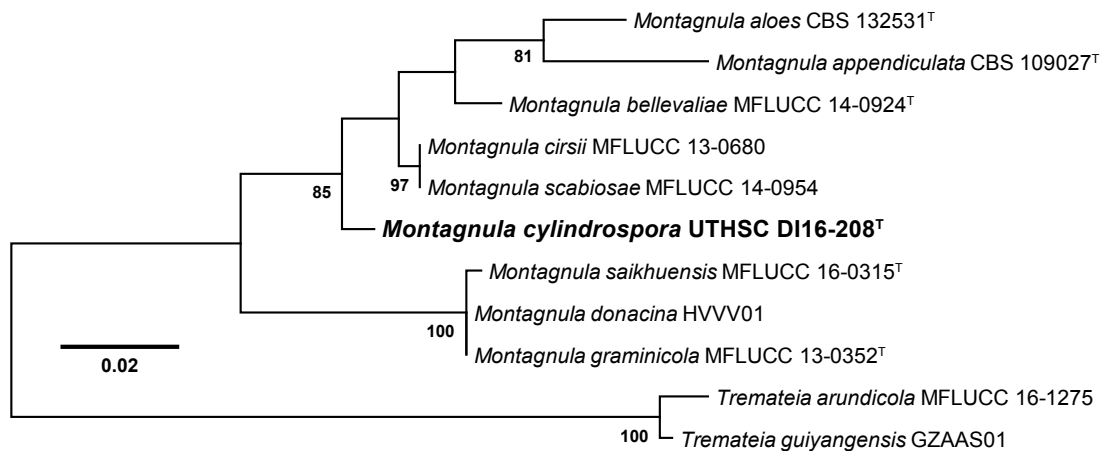 Montagnula aloes CBS 132531ᵀ
81
Montagnula appendiculata CBS 109027ᵀ
Montagnula bellevaliae MFLUCC 14-0924ᵀ
Montagnula cirsii MFLUCC 13-0680
97
Montagnula scabiosae MFLUCC 14-0954
85
Montagnula cylindrospora UTHSC DI16-208ᵀ
Montagnula saikhuensis MFLUCC 16-0315ᵀ
Montagnula donacina HVVV01
100
Montagnula graminicola MFLUCC 13-0352ᵀ
0.02
Tremateia arundicola MFLUCC 16-1275
100
Tremateia guiyangensis GZAAS01